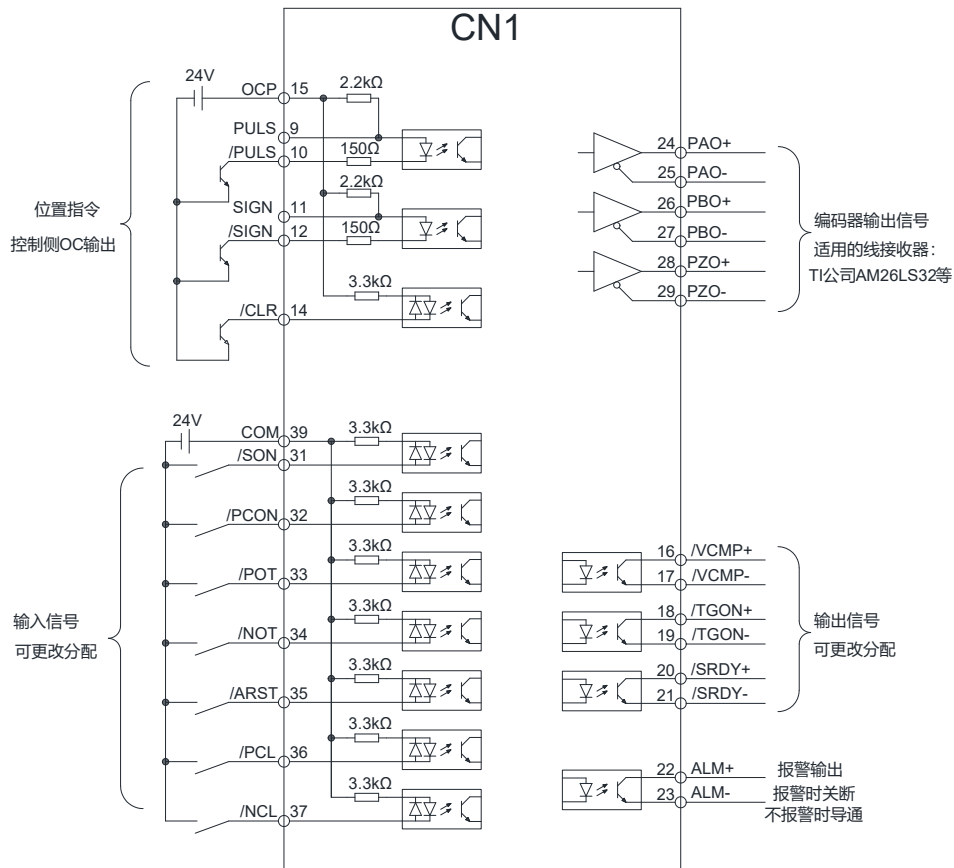 CN1
24V
OCP 15
2.2kΩ
PULS 9
/PULS 10
150Ω
2.2kΩ
SIGN 11
/SIGN 12
150Ω
3.3kΩ
/CLR 14
位置指令
控制侧OC输出
24 PAO+
25 PAO-
26 PBO+
27 PBO-
28 PZO+
29 PZO-
编码器输出信号
适用的线接收器：
TI公司AM26LS32等
24V
COM 39
3.3kΩ
/SON 31
3.3kΩ
/PCON 32
3.3kΩ
/POT 33
3.3kΩ
/NOT 34
3.3kΩ
/ARST 35
3.3kΩ
/PCL 36
3.3kΩ
/NCL 37
输入信号
可更改分配
16 /VCMP+
17 /VCMP-
18 /TGON+
19 /TGON-
20 /SRDY+
21 /SRDY-
输出信号
可更改分配
22 ALM+
23 ALM-
报警输出
报警时关断
不报警时导通